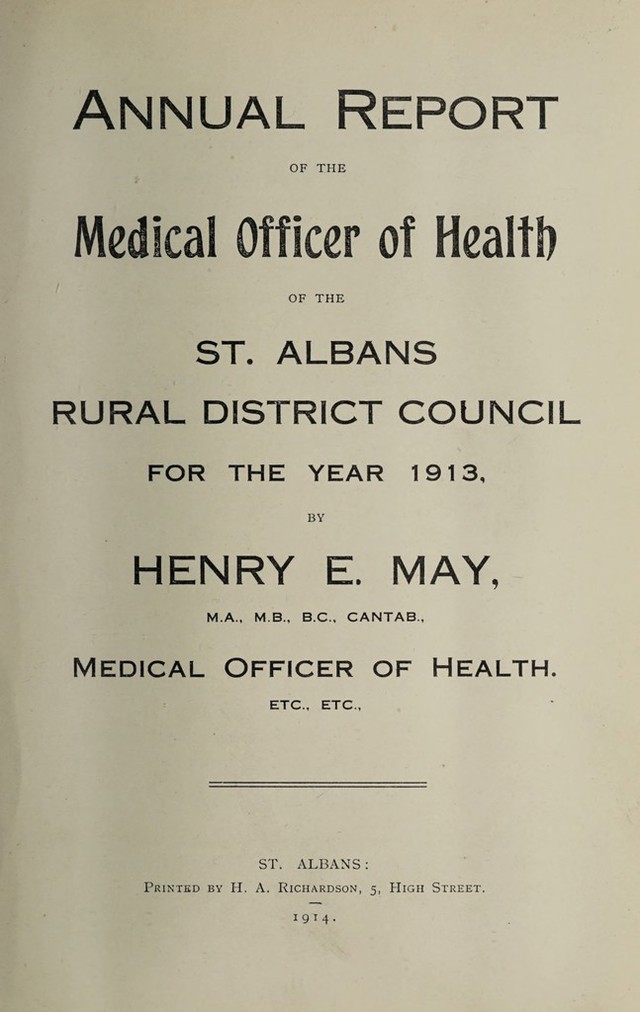 ANNUAL REPORT
OF THE
Medical Officer of Health
OF THE
ST. ALBANS
RURAL DISTRICT COUNCIL
FOR THE YEAR 1913,
BY
HENRY E. MAY,
M.A., M.B., B.C., CANTAB.,
MEDICAL OFFICER OF HEALTH.
ETC., ETC.,
ST. ALBANS:
PRINTED BY H. A. RICHARDSON, 5, HIGH STREET.
1914.